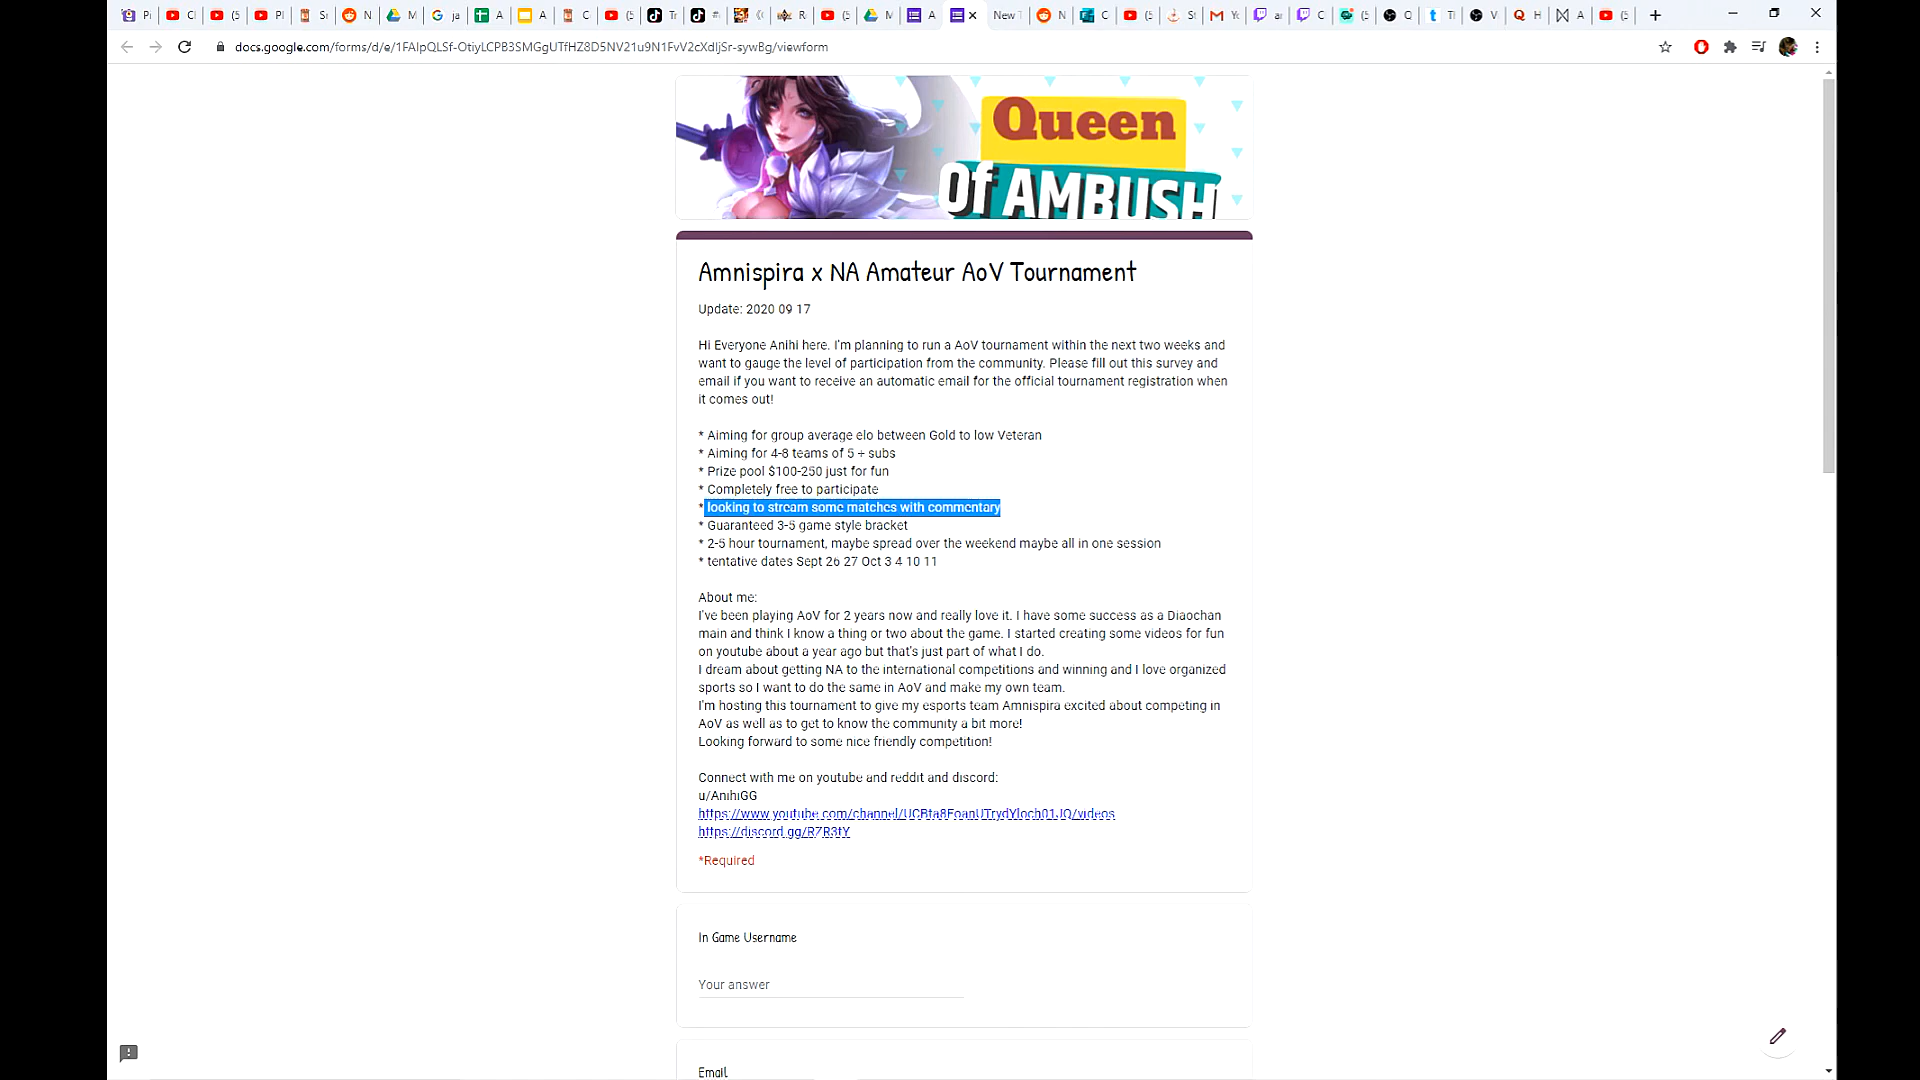 docs.google.com/forms/d/e/1FAIpQLSf-OtiyLCPB3SMGgUTfHZ8D5NV21u9N1FvV2cXdIjSr-sywBg/viewform
Queen
Of AMBUSH
Amnispira x NA Amateur AoV Tournament
Update: 2020 09 17
Hi Everyone Anihi here. I'm planning to run a AoV tournament within the next two weeks and
want to gauge the level of participation from the community. Please fill out this survey and
email if you want to receive an automatic email for the official tournament registration when
it comes out!
* Aiming for group average elo between Gold to low Veteran
* Aiming for 4-8 teams of 5 + subs
* Prize pool $100-250 just for fun
* Completely free to participate
* looking to stream some matches with commentary
* Guaranteed 3-5 game style bracket
* 2-5 hour tournament, maybe spread over the weekend maybe all in one session
* tentative dates Sept 26 27 Oct 3 4 10 11
About me:
I've been playing AoV for 2 years now and really love it. I have some success as a Diaochan
main and think I know a thing or two about the game. I started creating some videos for fun
on youtube about a year ago but that's just part of what I do.
I dream about getting NA to the international competitions and winning and I love organized
sports so I want to do the same in AoV and make my own team.
I'm hosting this tournament to give my esports team Amnispira excited about competing in
AoV as well as to get to know the community a bit more!
Looking forward to some nice friendly competition!
Connect with me on youtube and reddit and discord:
u/AnihiGG
https://discord.gg/RZR3tY
*Required
In Game Username
Your answer
Email